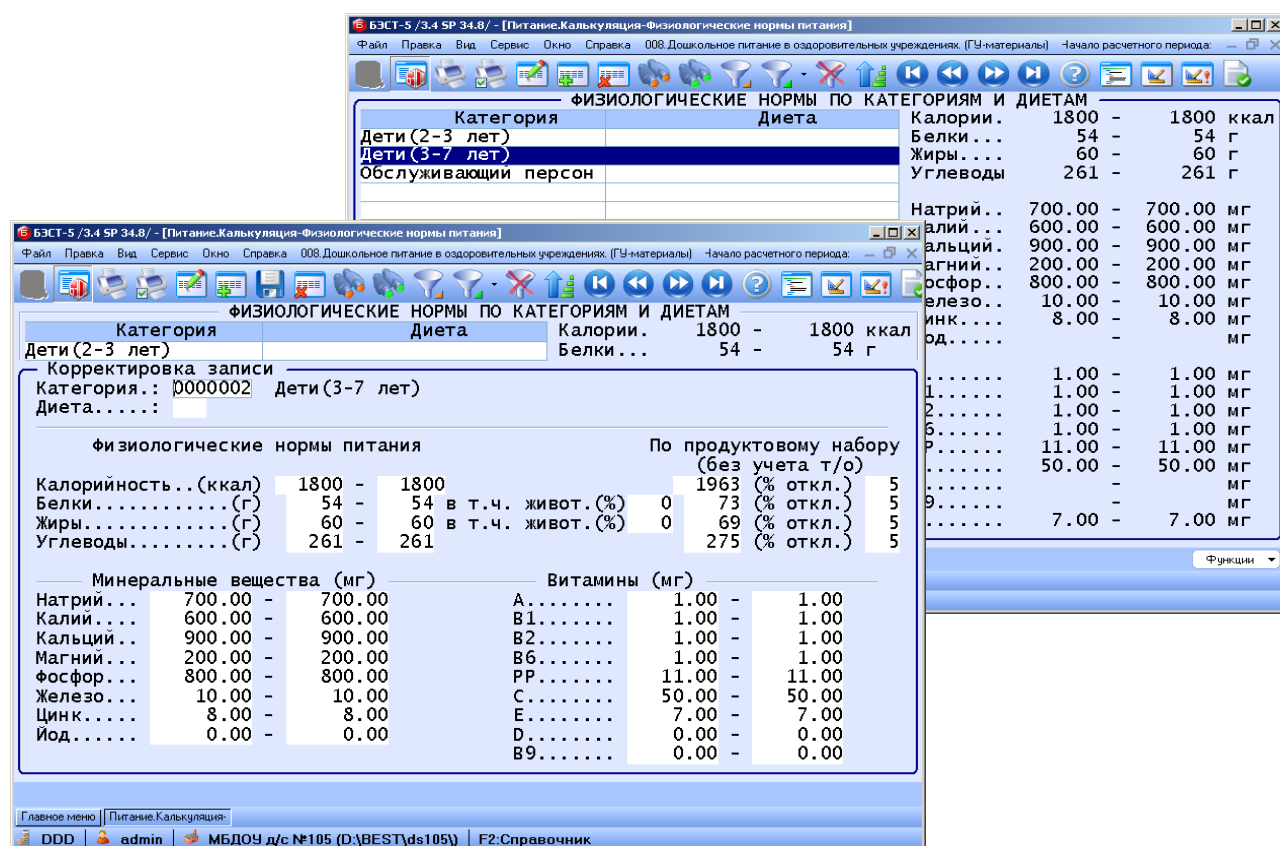 БЭСТ-5 /3.4 SP 34.8/ - [Питание.Калькуляция-Физиологические нормы питания]
Файл Правка Вид Сервис Окно Справка 008.Дошкольное питание в оздоровительных учреждениях. (ГУ-материалы) Начало расчетного периода:
ФИЗИОЛОГИЧЕСКИЕ НОРМЫ ПО КАТЕГОРИЯМ И ДИЕТАМ
Категория Диета Калории. 1800 - 1800 ккал
Дети(2-3 лет) Белки... 54 - 54 г
Дети(3-7 лет) Жиры.... 60 - 60 г
Обслуживающий персон Углеводы 261 - 261 г
Натрий.. 700.00 - 700.00 мг
алий.. 600.00 - 600.00 мг
альций. 900.00 - 900.00 мг
агний.. 200.00 - 200.00 мг
осфор.. 800.00 - 800.00 мг
елезо.. 10.00 - 10.00 мг
инк.... 8.00 - 8.00 мг
од..... - мг
....... 1.00 - 1.00 мг
1...... 1.00 - 1.00 мг
2...... 1.00 - 1.00 мг
6...... 1.00 - 1.00 мг
P...... 11.00 - 11.00 мг
....... 50.00 - 50.00 мг
....... - мг
9...... - мг
....... 7.00 - 7.00 мг
Функции
БЭСТ-5 /3.4 SP 34.8/ - [Питание.Калькуляция-Физиологические нормы питания]
Файл Правка Вид Сервис Окно Справка 008.Дошкольное питание в оздоровительных учреждениях. (ГУ-материалы) Начало расчетного периода:
ФИЗИОЛОГИЧЕСКИЕ НОРМЫ ПО КАТЕГОРИЯМ И ДИЕТАМ
Категория Диета Калории. 1800 - 1800 ккал
Дети(2-3 лет) Белки... 54 - 54 г
Корректировка записи
Категория.: 0000002 Дети(3-7 лет)
Диета.....:
Физиологические нормы питания По продуктовому набору
(без учета т/о)
Калорийность..(ккал) 1800 - 1800 1963 (% откл.) 5
Белки.............(г) 54 - 54 в т.ч. живот.(%) 0 73 (% откл.) 5
Жиры..............(г) 60 - 60 в т.ч. живот.(%) 0 69 (% откл.) 5
Углеводы..........(г) 261 - 261 275 (% откл.) 5
Минеральные вещества (мг) Витамины (мг)
Натрий... 700.00 - 700.00 A........ 1.00 - 1.00
Калий.... 600.00 - 600.00 B1....... 1.00 - 1.00
Кальций.. 900.00 - 900.00 B2....... 1.00 - 1.00
Магний... 200.00 - 200.00 B6....... 1.00 - 1.00
Фосфор... 800.00 - 800.00 PP....... 11.00 - 11.00
Железо... 10.00 - 10.00 C........ 50.00 - 50.00
Цинк..... 8.00 - 8.00 E........ 7.00 - 7.00
Йод...... 0.00 - 0.00 D........ 0.00 - 0.00
B9....... 0.00 - 0.00
Главное меню Питание.Калькуляция-
DDD admin МБДОУ д/с №105 (D:\BEST\ds105\) F2:Справочник